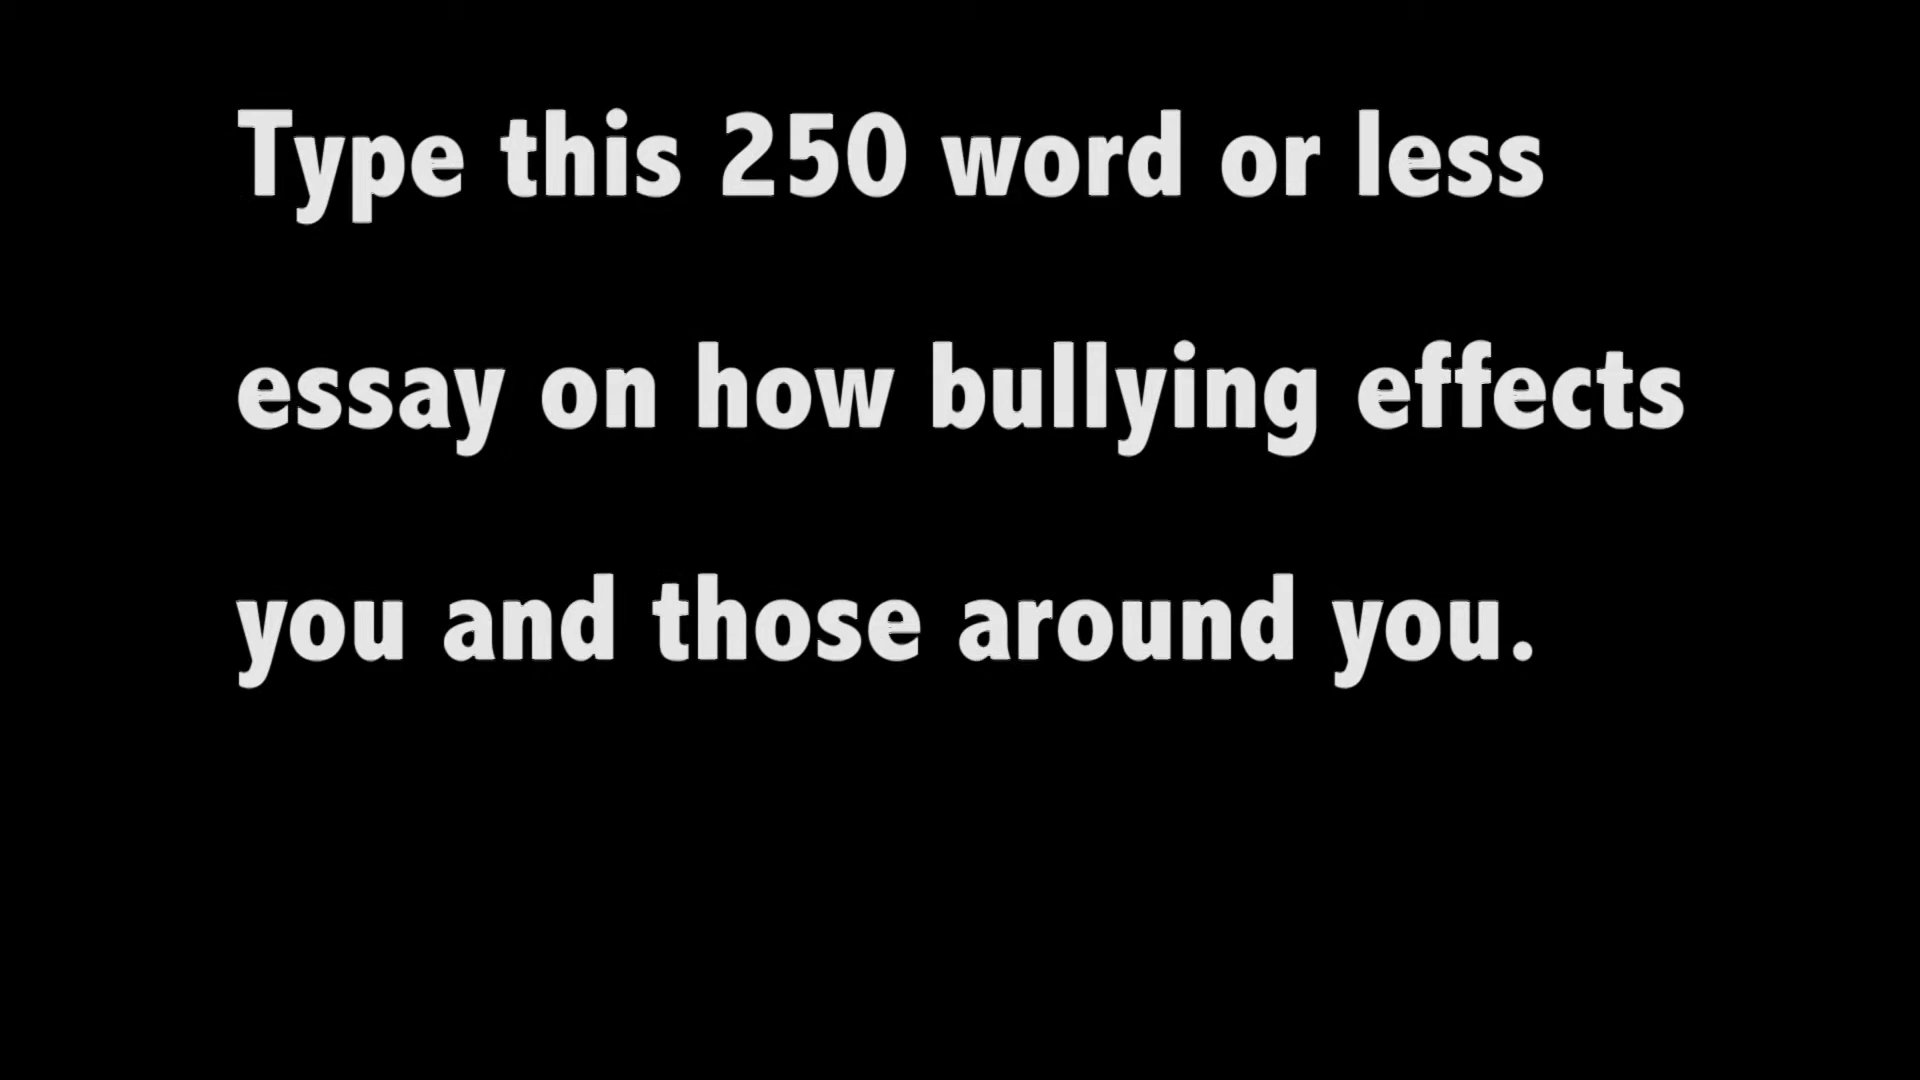 Type this 250 word or less
essay on how bullying effects
you and those around you.